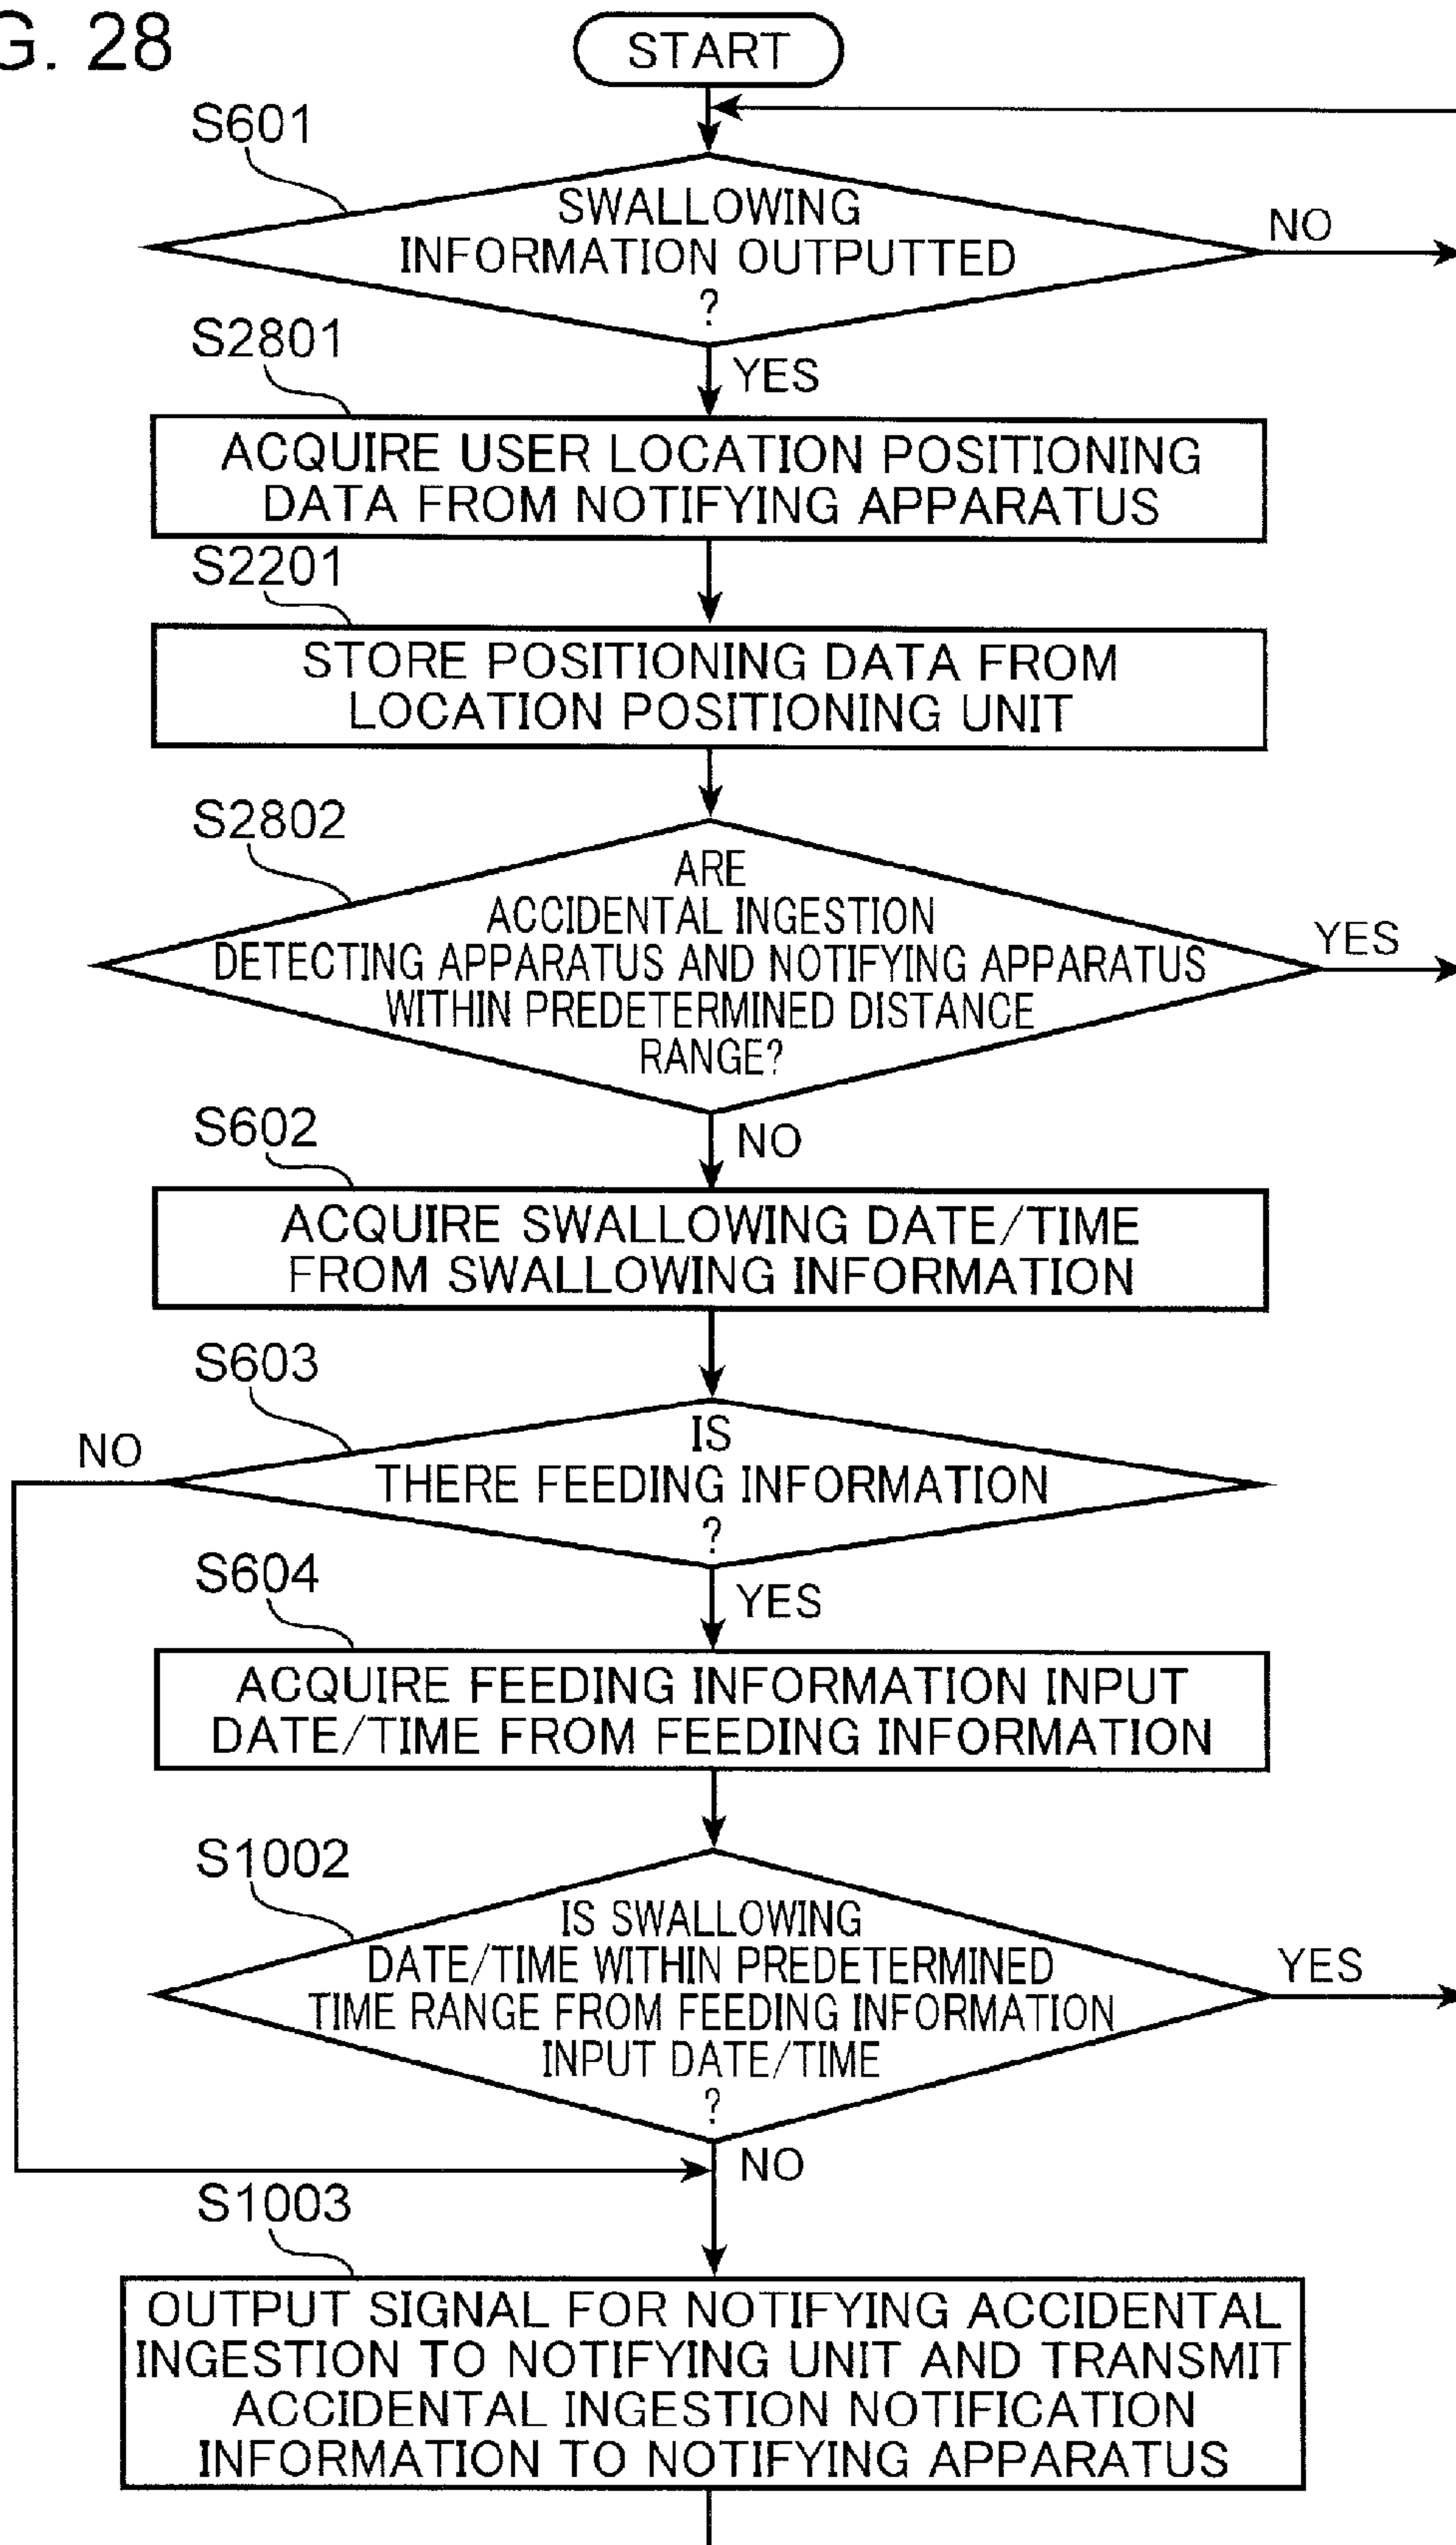 G. 28
START
S601
SWALLOWING
INFORMATION OUTPUTTED
?
NO
YES
S2801
ACQUIRE USER LOCATION POSITIONING
DATA FROM NOTIFYING APPARATUS
S2201
STORE POSITIONING DATA FROM
LOCATION POSITIONING UNIT
S2802
ARE
ACCIDENTAL INGESTION
DETECTING APPARATUS AND NOTIFYING APPARATUS
WITHIN PREDETERMINED DISTANCE
RANGE?
YES
NO
S602
ACQUIRE SWALLOWING DATE/TIME
FROM SWALLOWING INFORMATION
S603
NO
IS
THERE FEEDING INFORMATION
?
YES
S604
ACQUIRE FEEDING INFORMATION INPUT
DATE/TIME FROM FEEDING INFORMATION
S1002
IS SWALLOWING
DATE/TIME WITHIN PREDETERMINED
TIME RANGE FROM FEEDING INFORMATION
INPUT DATE/TIME
?
YES
NO
S1003
OUTPUT SIGNAL FOR NOTIFYING ACCIDENTAL
INGESTION TO NOTIFYING UNIT AND TRANSMIT
ACCIDENTAL INGESTION NOTIFICATION
INFORMATION TO NOTIFYING APPARATUS